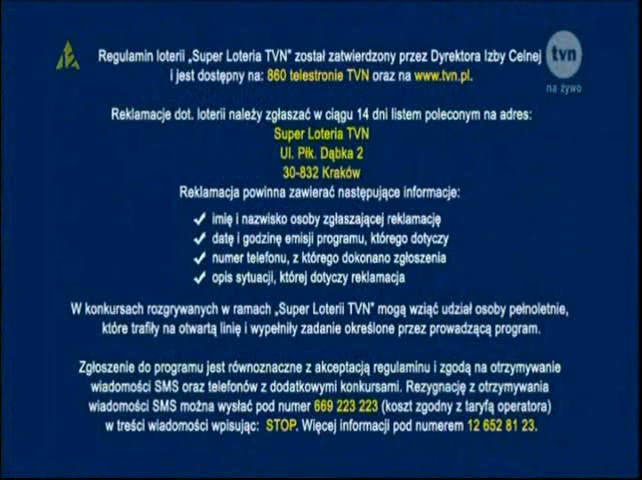 12
Regulamin loterii „Super Loteria TVN” został zatwierdzony przez Dyrektora Izby Celnej
i jest dostępny na: 860 telestronie TVN oraz na www.tvn.pl.
tvn
na żywo
Reklamacje dot. loterii należy zgłaszać w ciągu 14 dni listem poleconym na adres:
Super Loteria TVN
Ul. Płk. Dąbka 2
30-832 Kraków
Reklamacja powinna zawierać następujące informacje:
✓ imię i nazwisko osoby zgłaszającej reklamację
✓ datę i godzinę emisji programu, którego dotyczy
✓ numer telefonu, z którego dokonano zgłoszenia
✓ opis sytuacji, której dotyczy reklamacja
W konkursach rozgrywanych w ramach „Super Loterii TVN” mogą wziąć udział osoby pełnoletnie,
które trafiły na otwartą linię i wypełniły zadanie określone przez prowadzącą program.
Zgłoszenie do programu jest równoznaczne z akceptacją regulaminu i zgodą na otrzymywanie
wiadomości SMS oraz telefonów z dodatkowymi konkursami. Rezygnację z otrzymywania
wiadomości SMS można wysłać pod numer 669 223 223 (koszt zgodny z taryfą operatora)
w treści wiadomości wpisując: STOP. Więcej informacji pod numerem 12 652 81 23.